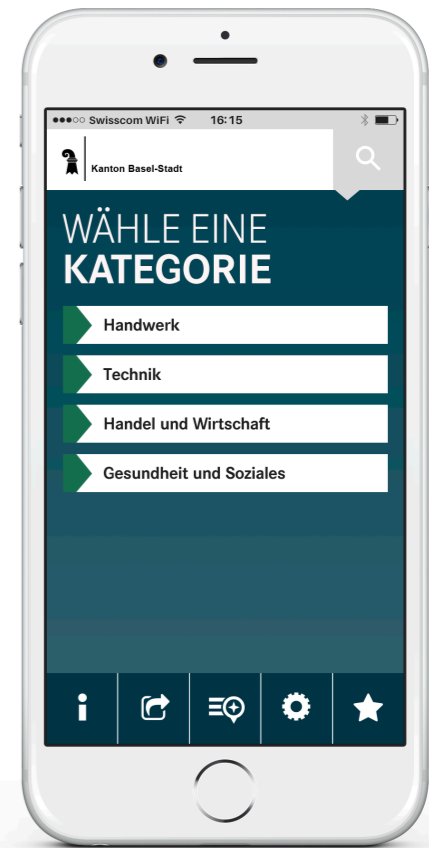 Swisscom WiFi 16:15
Kanton Basel-Stadt
WÄHLE EINE
KATEGORIE
Handwerk
Technik
Handel und Wirtschaft
Gesundheit und Soziales